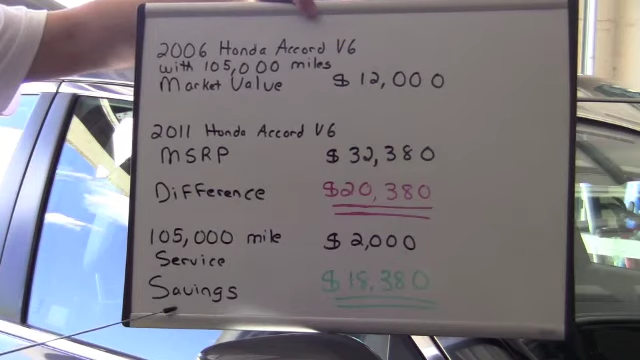 2006 Honda Accord V6
with 105,000 miles
Market Value $12,000
2011 Honda Accord V6
MSRP $32,380
Difference $20,380
105,000 mile $2,000
Service
Savings $18,380